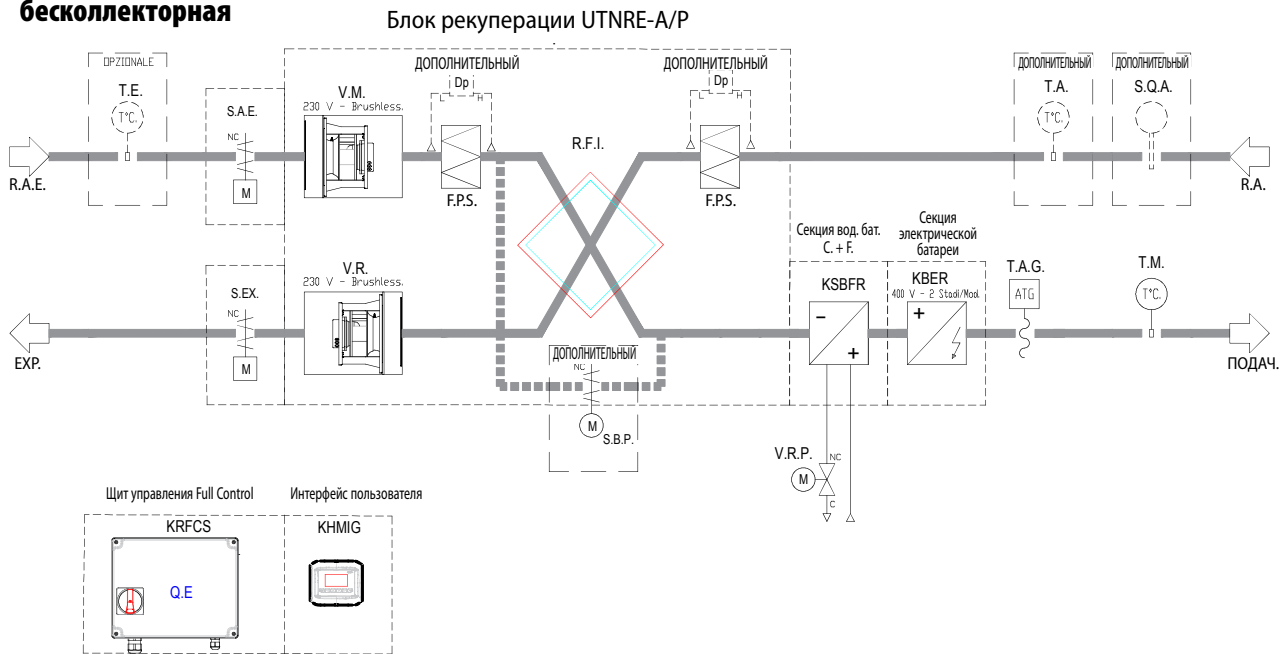 бесколлекторная
Блок рекуперации UTNRE-A/P
OPZIONALE
T.E.
T°C.
S.A.E.
NC
M
R.A.E.
V.M.
230 V - Brushless.
ДОПОЛНИТЕЛЬНЫЙ
Dp
L
H
F.P.S.
R.F.I.
ДОПОЛНИТЕЛЬНЫЙ
Dp
L
H
F.P.S.
ДОПОЛНИТЕЛЬНЫЙ
T.A.
T°C.
ДОПОЛНИТЕЛЬНЫЙ
S.Q.A.
R.A.
S.EX.
NC
M
EXP.
V.R.
230 V - Brushless.
ДОПОЛНИТЕЛЬНЫЙ
NC
M
S.B.P.
Секция вод. бат.
C. + F.
KSBFR
−
+
Секция
электрической
батареи
KBER
400 V - 2 Stadi/Mod.
+
T.A.G.
ATG
T.M.
T°C.
ПОДАЧ.
V.R.P.
NC
M
C
Щит управления Full Control
KRFCS
Q.E
Интерфейс пользователя
KHMIG